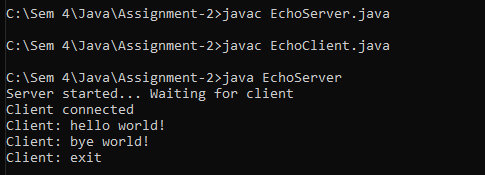 C:\Sem 4\Java\Assignment-2>javac EchoServer.java
C:\Sem 4\Java\Assignment-2>javac EchoClient.java
C:\Sem 4\Java\Assignment-2>java EchoServer
Server started... Waiting for client
Client connected
Client: hello world!
Client: bye world!
Client: exit